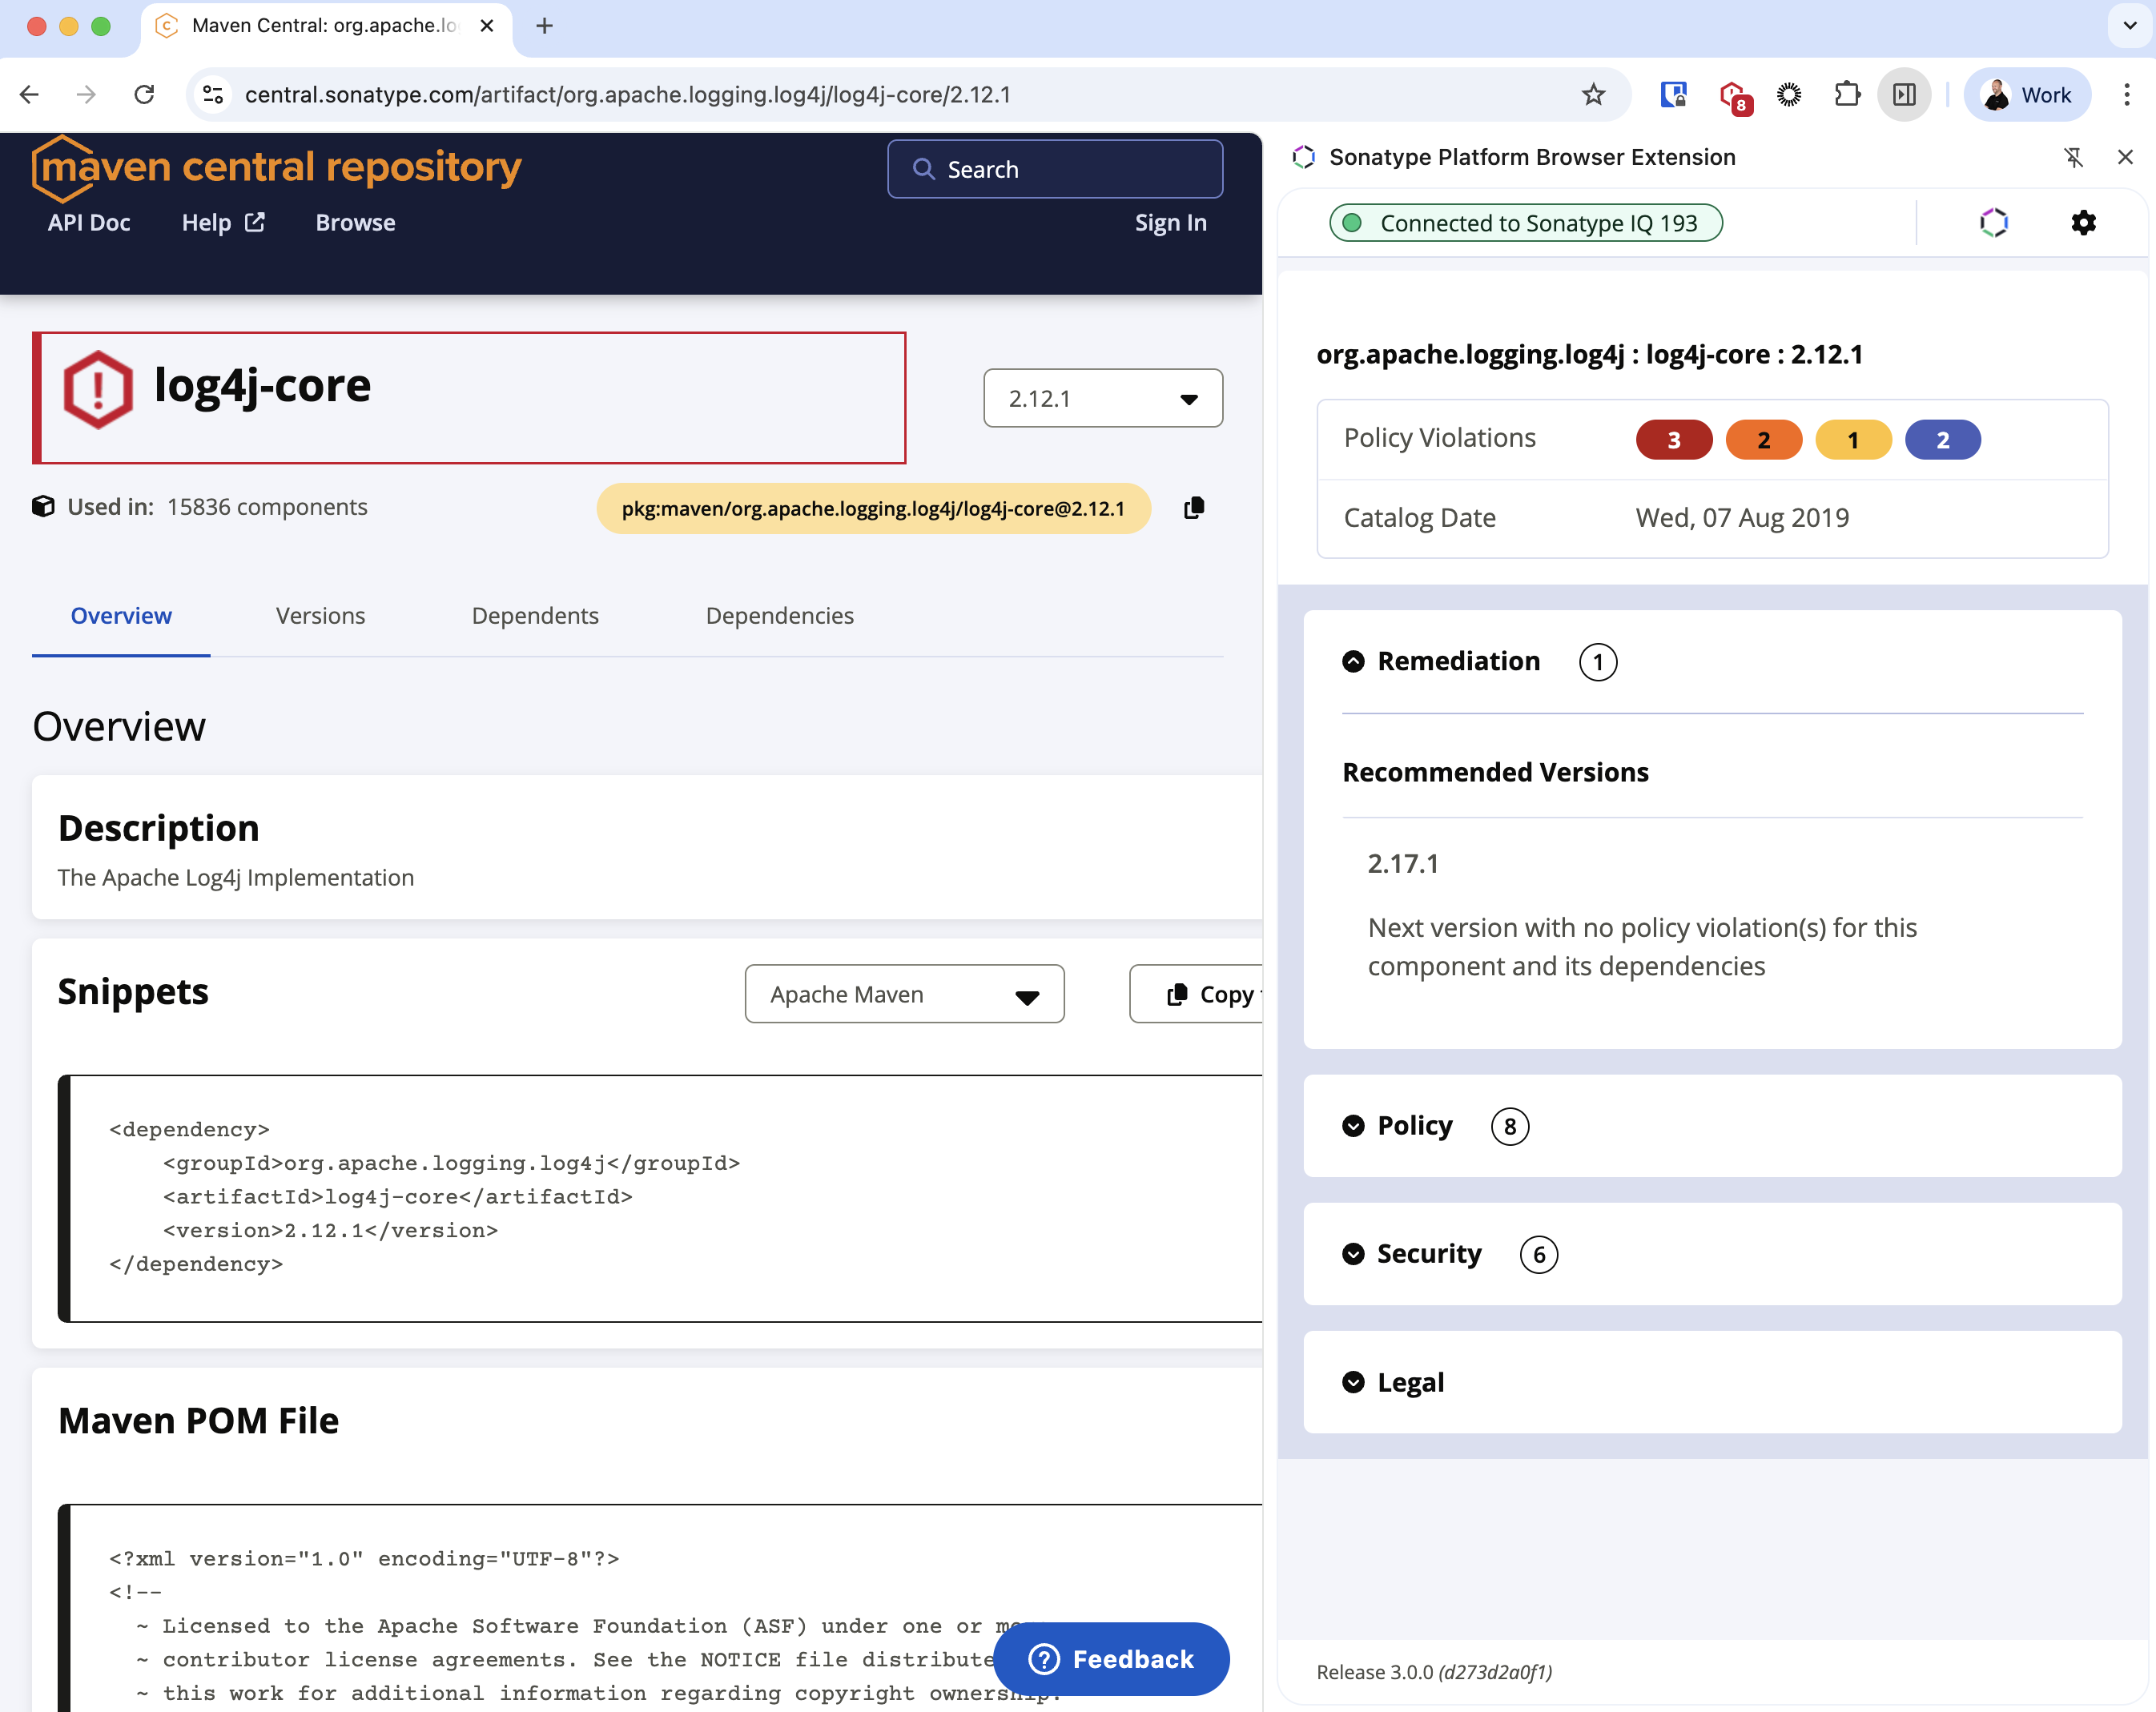 Maven Central: org.apache.lo
central.sonatype.com/artifact/org.apache.logging.log4j/log4j-core/2.12.1
8
Work
maven central repository
Search
API Doc
Help
Browse
Sign In
log4j-core
2.12.1
Used in: 15836 components
pkg:maven/org.apache.logging.log4j/log4j-core@2.12.1
Overview
Versions
Dependents
Dependencies
Overview
Description
The Apache Log4j Implementation
Snippets
Apache Maven
Copy
<dependency>
<groupId>org.apache.logging.log4j</groupId>
<artifactId>log4j-core</artifactId>
<version>2.12.1</version>
</dependency>
Maven POM File
<?xml version="1.0" encoding="UTF-8"?>
<!--
~ Licensed to the Apache Software Foundation (ASF) under one or
~ contributor license agreements. See the NOTICE file distribute
~ this work for additional information regarding copyright ownership.
Feedback
Sonatype Platform Browser Extension
Connected to Sonatype IQ 193
org.apache.logging.log4j : log4j-core : 2.12.1
Policy Violations 3 2 1 2
Catalog Date Wed, 07 Aug 2019
Remediation 1
Recommended Versions
2.17.1
Next version with no policy violation(s) for this
component and its dependencies
Policy 8
Security 6
Legal
Release 3.0.0 (d273d2a0f1)